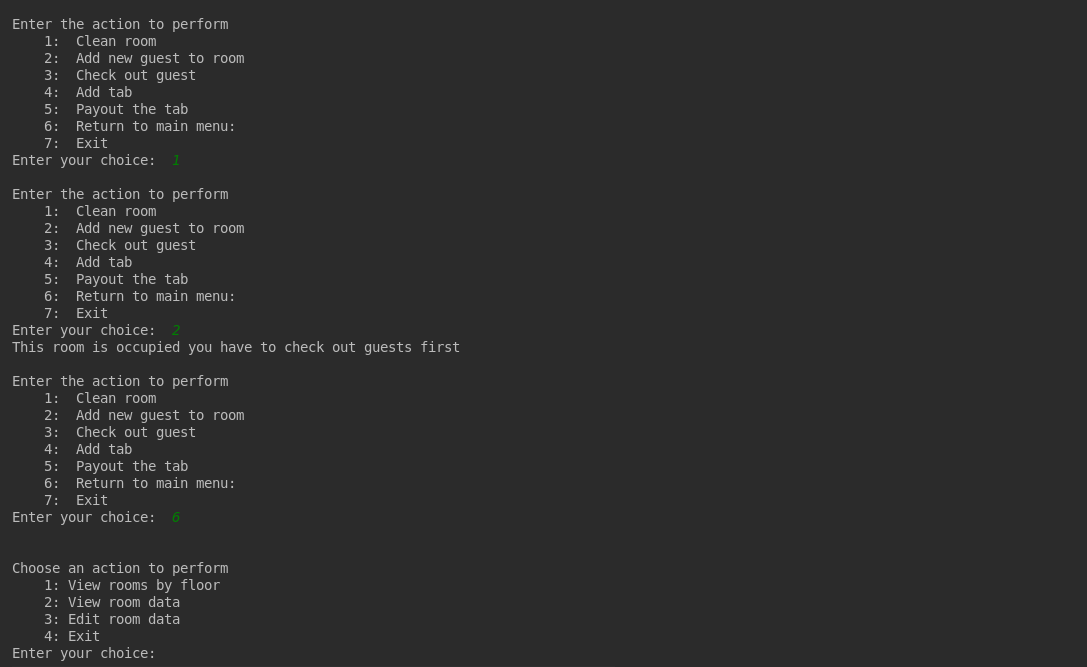 Enter the action to perform
    1:  Clean room
    2:  Add new guest to room
    3:  Check out guest
    4:  Add tab
    5:  Payout the tab
    6:  Return to main menu:
    7:  Exit
Enter your choice:  1
Enter the action to perform
    1:  Clean room
    2:  Add new guest to room
    3:  Check out guest
    4:  Add tab
    5:  Payout the tab
    6:  Return to main menu:
    7:  Exit
Enter your choice:  2
This room is occupied you have to check out guests first
Enter the action to perform
    1:  Clean room
    2:  Add new guest to room
    3:  Check out guest
    4:  Add tab
    5:  Payout the tab
    6:  Return to main menu:
    7:  Exit
Enter your choice:  6
Choose an action to perform
    1: View rooms by floor
    2: View room data
    3: Edit room data
    4: Exit
Enter your choice: